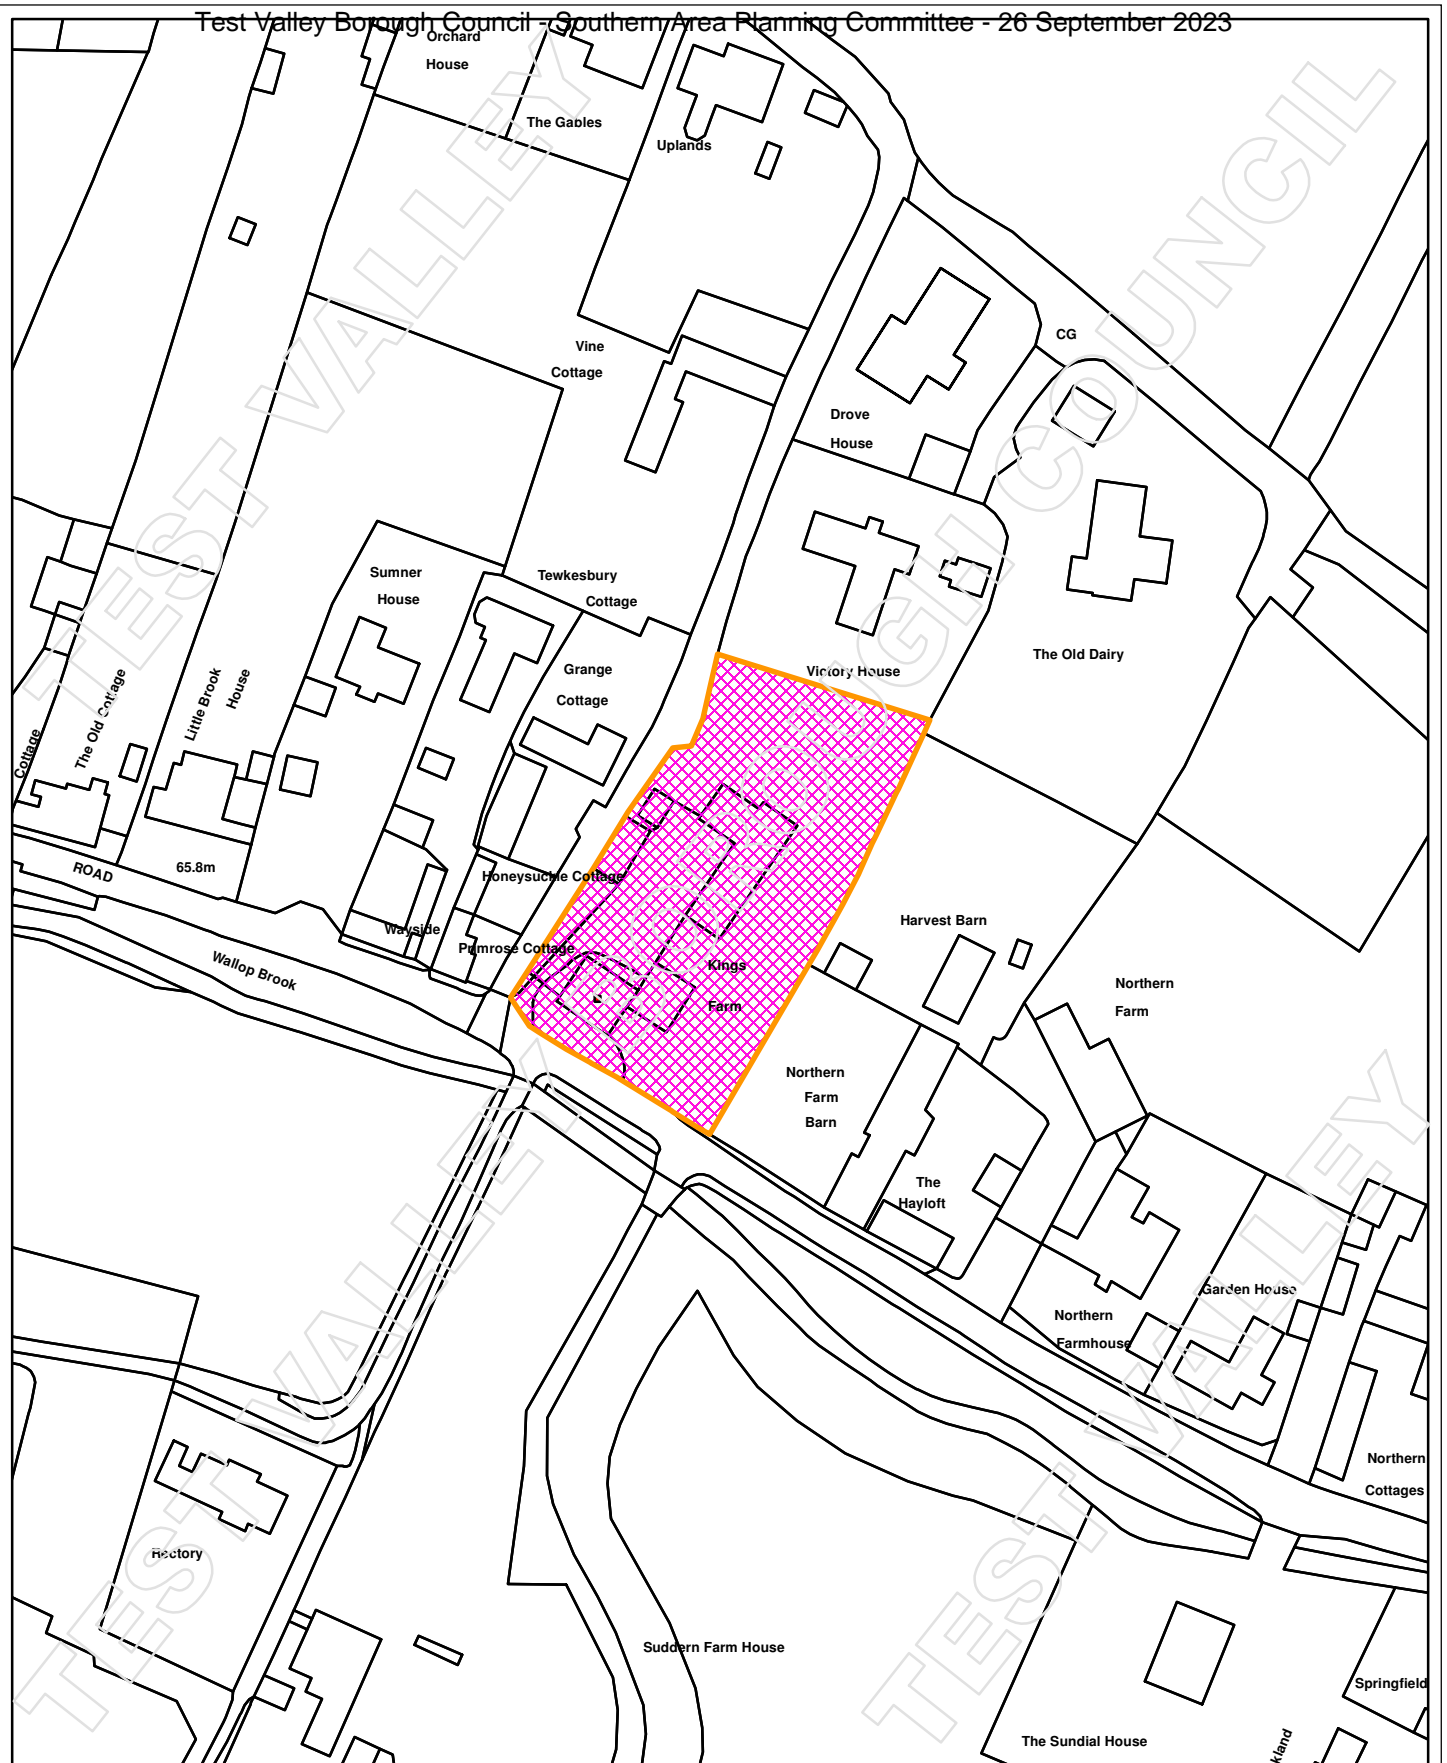 Test Valley Borough Council - Southern Area Planning Committee - 26 September 2023
Orchard
House
The Gables
Uplands
CG
Vine
Cottage
Drove
House
Tewkesbury
Cottage
Sumner
House
Grange
Cottage
Victory House
The Old Dairy
Little Brook
House
The Old Cottage
Cottage
ROAD
65.8m
Honeysuckle Cottage
Wayside
Primrose Cottage
Wallop Brook
Kings
Farm
Harvest Barn
Northern
Farm
Northern
Farm
Barn
The
Hayloft
Garden House
Northern
Farmhouse
Northern
Cottages
Rectory
Suddern Farm House
The Sundial House
Springfield
kland
TEST VALLEY BOROUGH COUNCIL
TEST VALLEY
TEST VALLEY